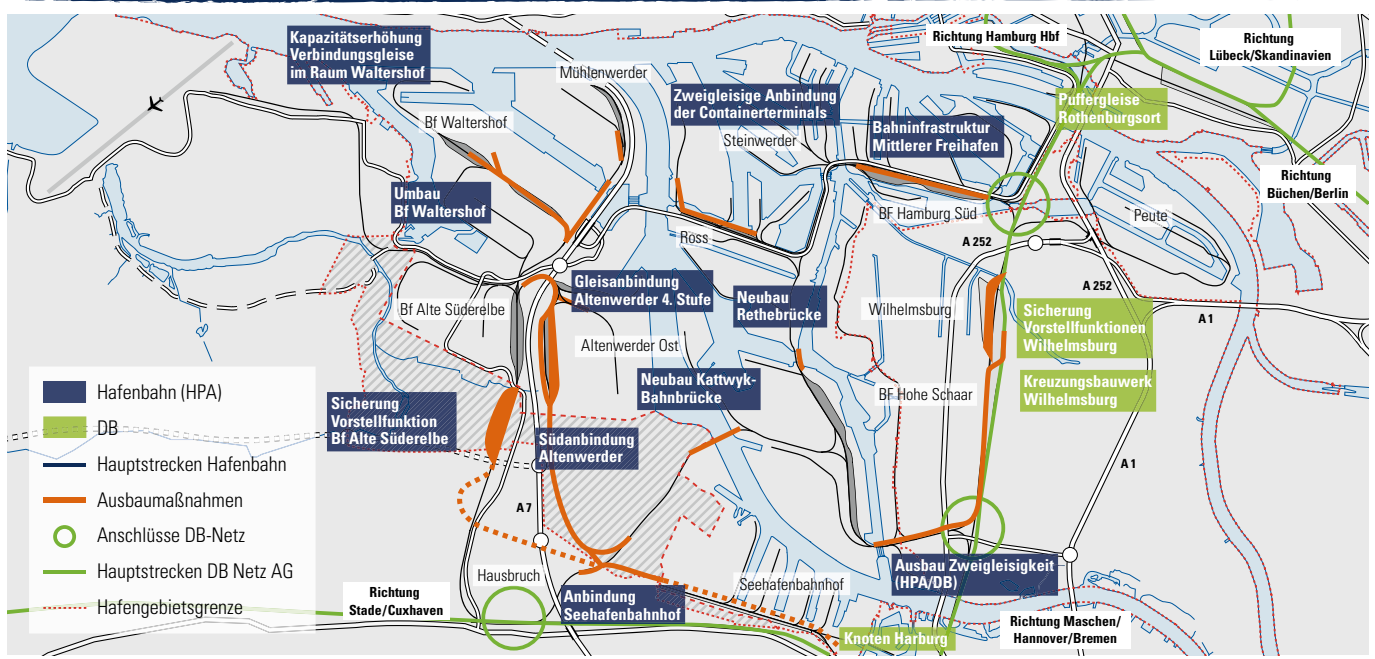 Kapazitätserhöhung
Verbindungsgleise
im Raum Waltershof
Mühlenwerder
Richtung Hamburg Hbf
Richtung
Lübeck/Skandinavien
Zweigleisige Anbindung
der Containerterminals
Puffergleise
Rothenburgsort
Bf Waltershof
Steinwerder
Bahninfrastruktur
Mittlerer Freihafen
Richtung
Büchen/Berlin
Umbau
Bf Waltershof
BF Hamburg Süd
Peute
Ross
A 252
A 252
Gleisanbindung
Altenwerder 4. Stufe
Neubau
Rethebrücke
Bf Alte Süderelbe
Wilhelmsburg
Sicherung
Vorstellfunktionen
Wilhelmsburg
A 1
Altenwerder Ost
Neubau Kattwyk-
Bahnbrücke
BF Hohe Schaar
Kreuzungsbauwerk
Wilhelmsburg
Sicherung
Vorstellfunktion
Bf Alte Süderelbe
Südanbindung
Altenwerder
A 1
A 7
Hausbruch
Seehafenbahnhof
Ausbau Zweigleisigkeit
(HPA/DB)
Richtung
Stade/Cuxhaven
Anbindung
Seehafenbahnhof
Knoten Harburg
Richtung Maschen/
Hannover/Bremen
Hafenbahn (HPA)
DB
Hauptstrecken Hafenbahn
Ausbaumaßnahmen
Anschlüsse DB-Netz
Hauptstrecken DB Netz AG
Hafengebietsgrenze